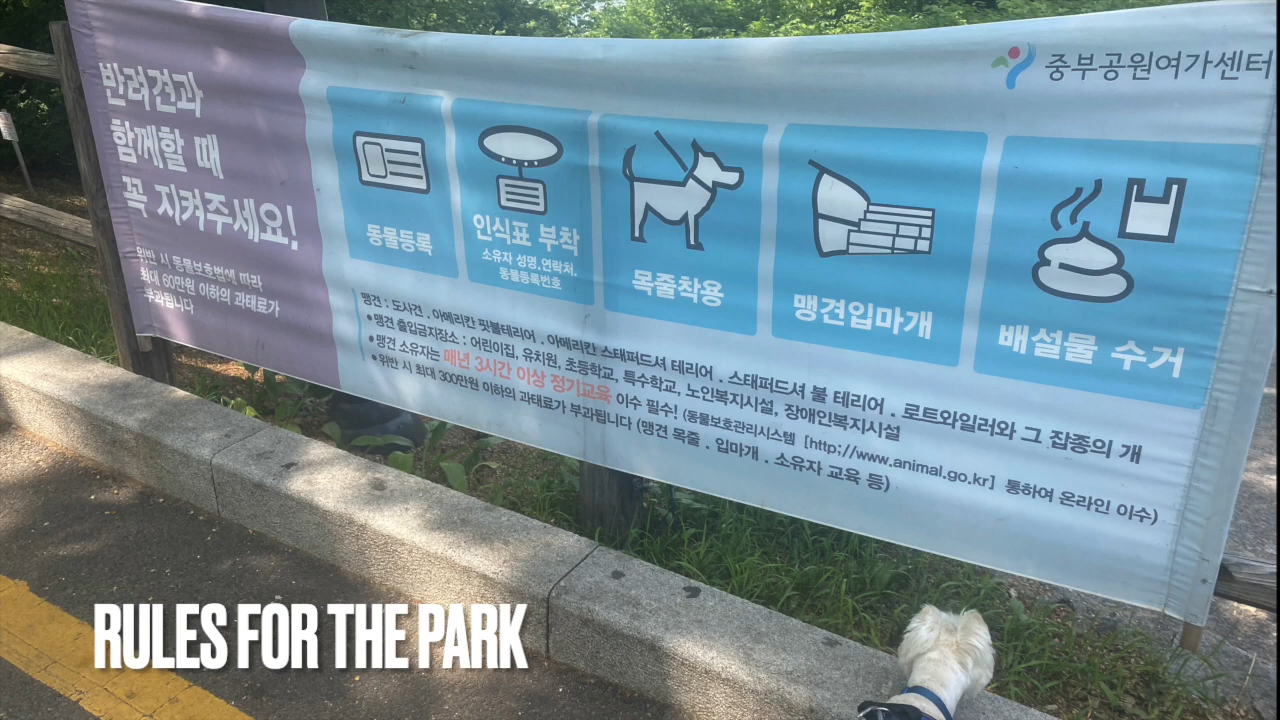 반려견과
함께할 때
꼭 지켜주세요!
위반 시 동물보호법에 따라
최대 60만원 이하의 과태료가
부과됩니다
중부공원여가센터
동물등록
인식표 부착
소유자 성명.연락처.
동물등록번호
목줄착용
맹견입마개
배설물 수거
맹견 : 도사견 . 아메리칸 핏불테리어 . 아메리칸 스태퍼드셔 테리어 . 스태퍼드셔 불 테리어 . 로트와일러와 그 잡종의 개
•맹견 출입금지장소 : 어린이집, 유치원, 초등학교, 특수학교, 노인복지시설, 장애인복지시설
•맹견 소유자는 매년 3시간 이상 정기교육 이수 필수! (동물보호관리시스템 [http://www.animal.go.kr] 통하여 온라인 이수)
•위반 시 최대 300만원 이하의 과태료가 부과됩니다 (맹견 목줄 . 입마개 . 소유자 교육 등)
RULES FOR THE PARK